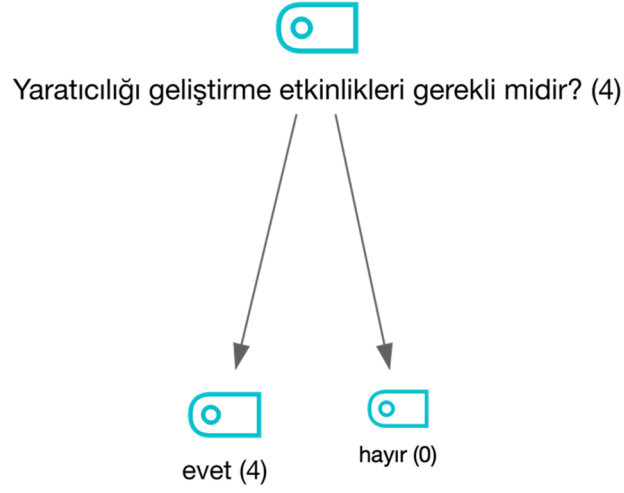 Yaratıcılığı geliştirme etkinlikleri gerekli midir? (4)
evet (4)
hayır (0)